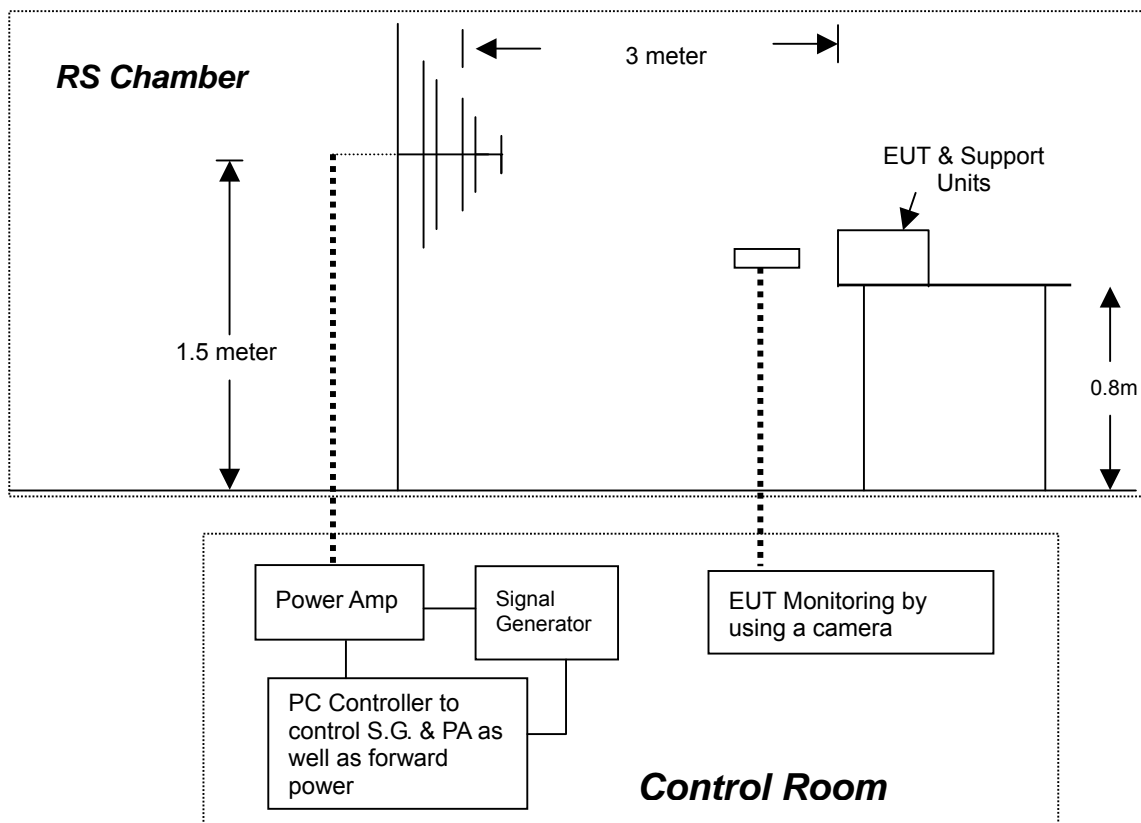 3 meter
RS Chamber
EUT & Support
Units
1.5 meter
0.8m
Power Amp
Signal
Generator
EUT Monitoring by
using a camera
PC Controller to
control S.G. & PA as
well as forward
power
Control Room